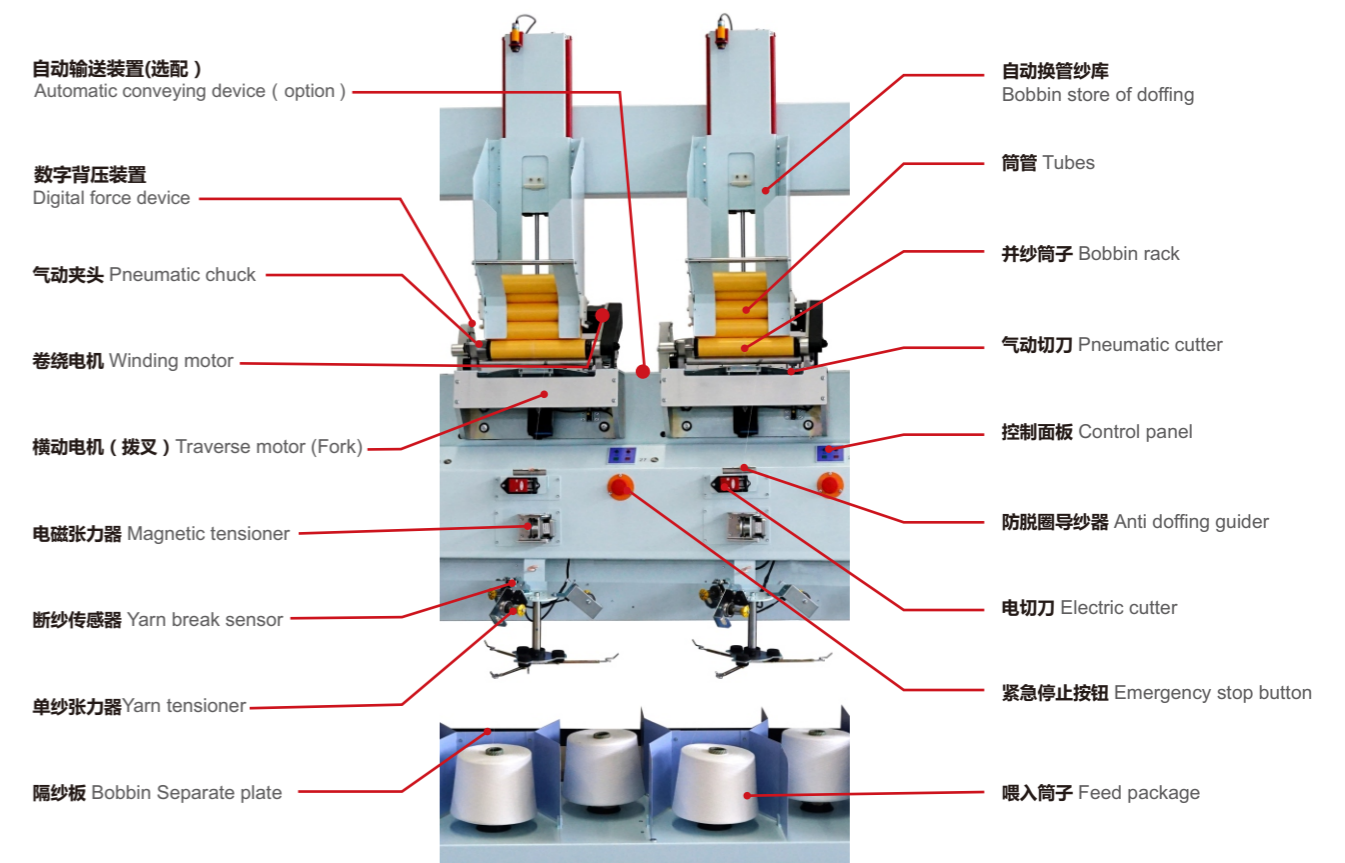 自动输送装置(选配）
Automatic conveying device（option）
数字背压装置
Digital force device
气动夹头 Pneumatic chuck
卷绕电机 Winding motor
横动电机（拨叉）Traverse motor (Fork)
电磁张力器 Magnetic tensioner
断纱传感器 Yarn break sensor
单纱张力器Yarn tensioner
隔纱板 Bobbin Separate plate
自动换管纱库
Bobbin store of doffing
筒管 Tubes
并纱筒子 Bobbin rack
气动切刀 Pneumatic cutter
控制面板 Control panel
防脱圈导纱器 Anti doffing guider
电切刀 Electric cutter
紧急停止按钮 Emergency stop button
喂入筒子 Feed package